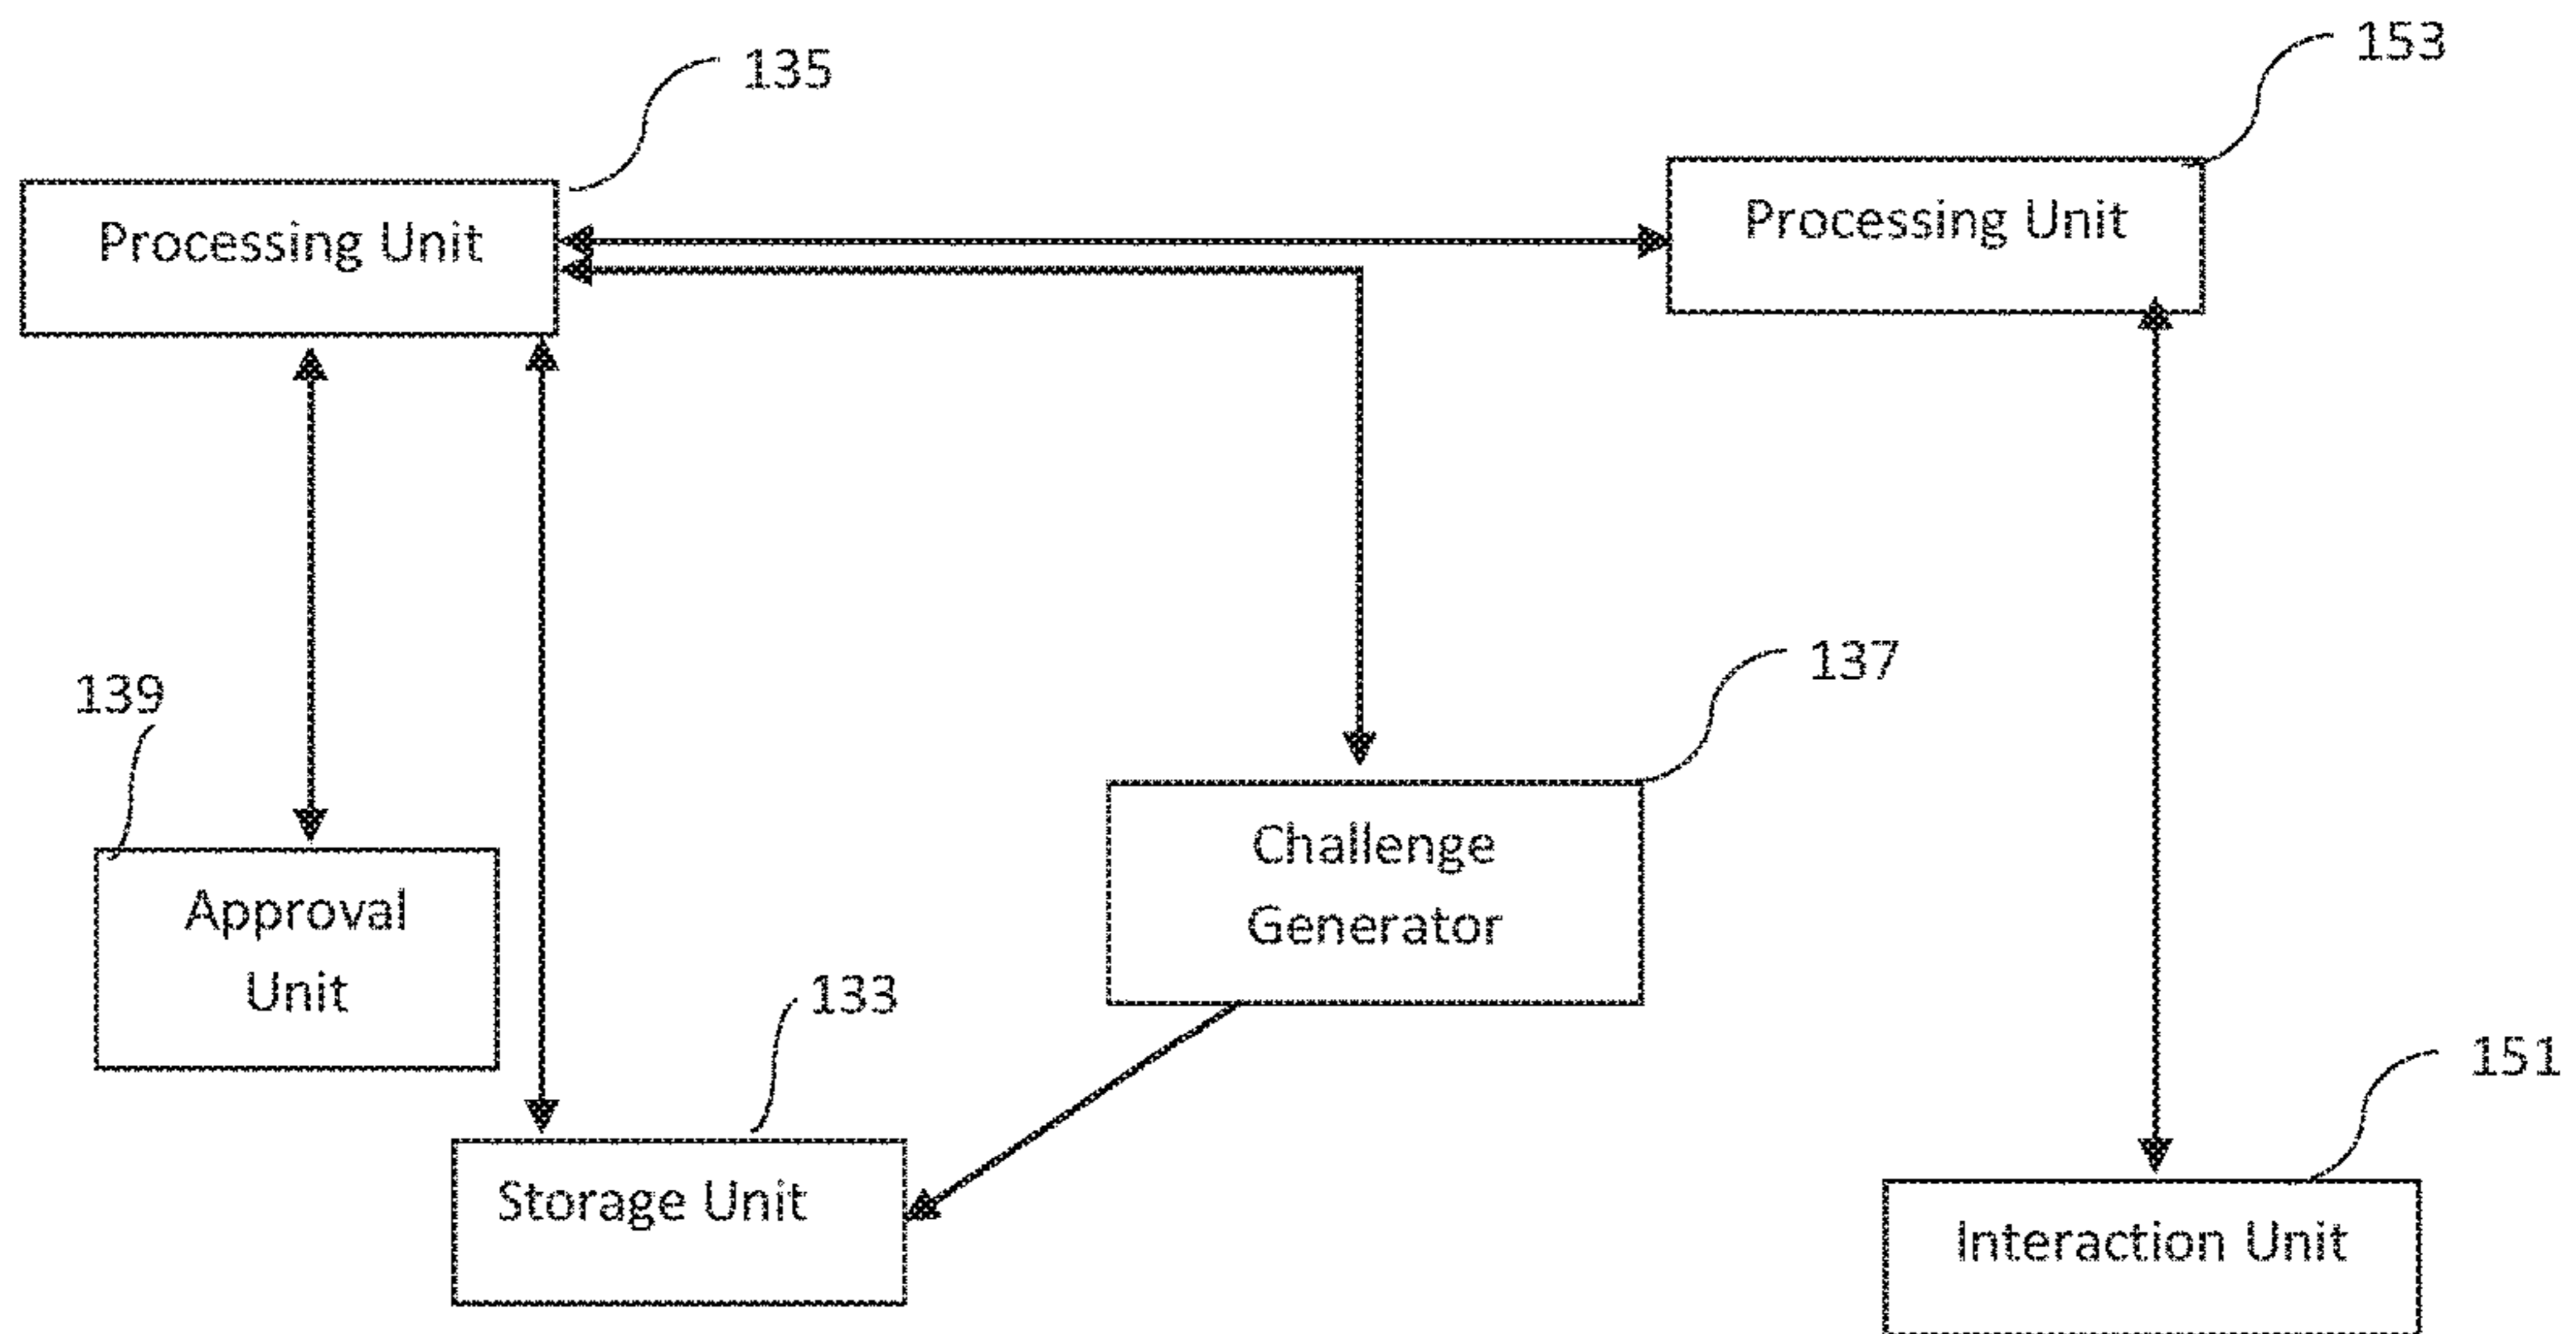 153
135
Processing Unit
Processing Unit
137
139
Challenge
Generator
Approval
Unit
133
151
Storage Unit
Interaction Unit